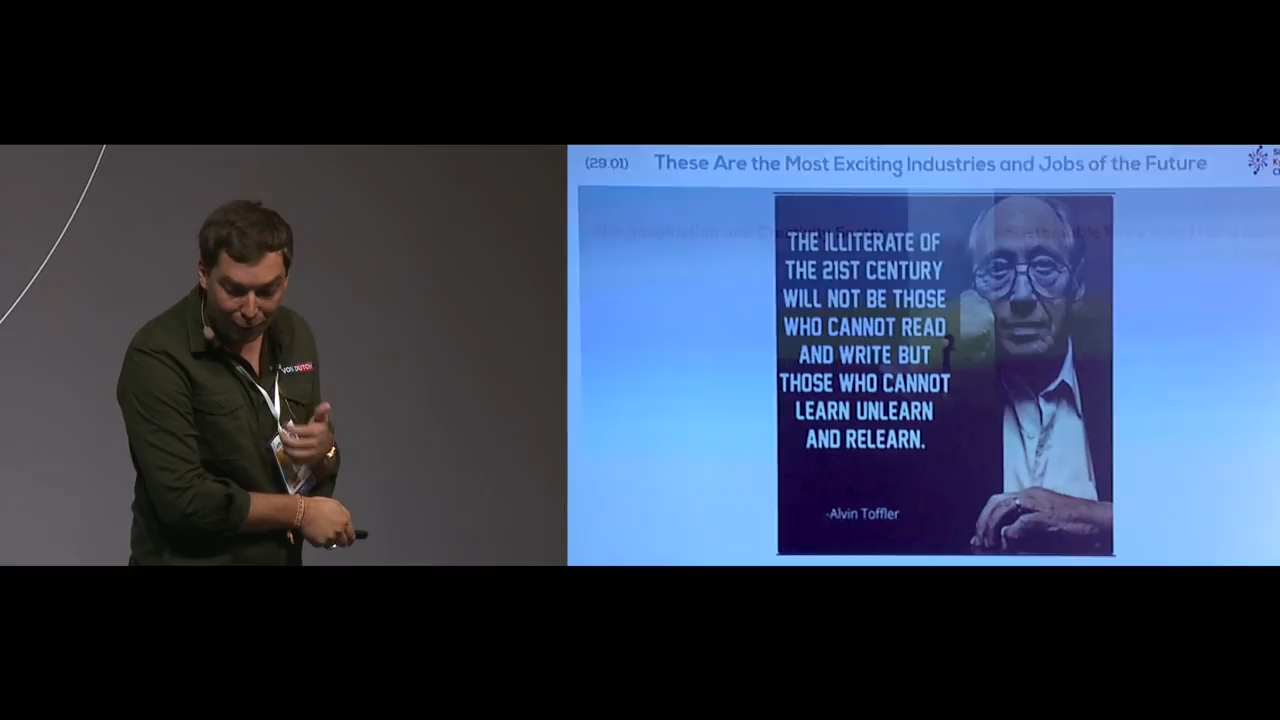 (29.01) These Are the Most Exciting Industries and Jobs of the Future
THE ILLITERATE OF
THE 21ST CENTURY
WILL NOT BE THOSE
WHO CANNOT READ
AND WRITE BUT
THOSE WHO CANNOT
LEARN UNLEARN
AND RELEARN.
-Alvin Toffler
VON DUTCH